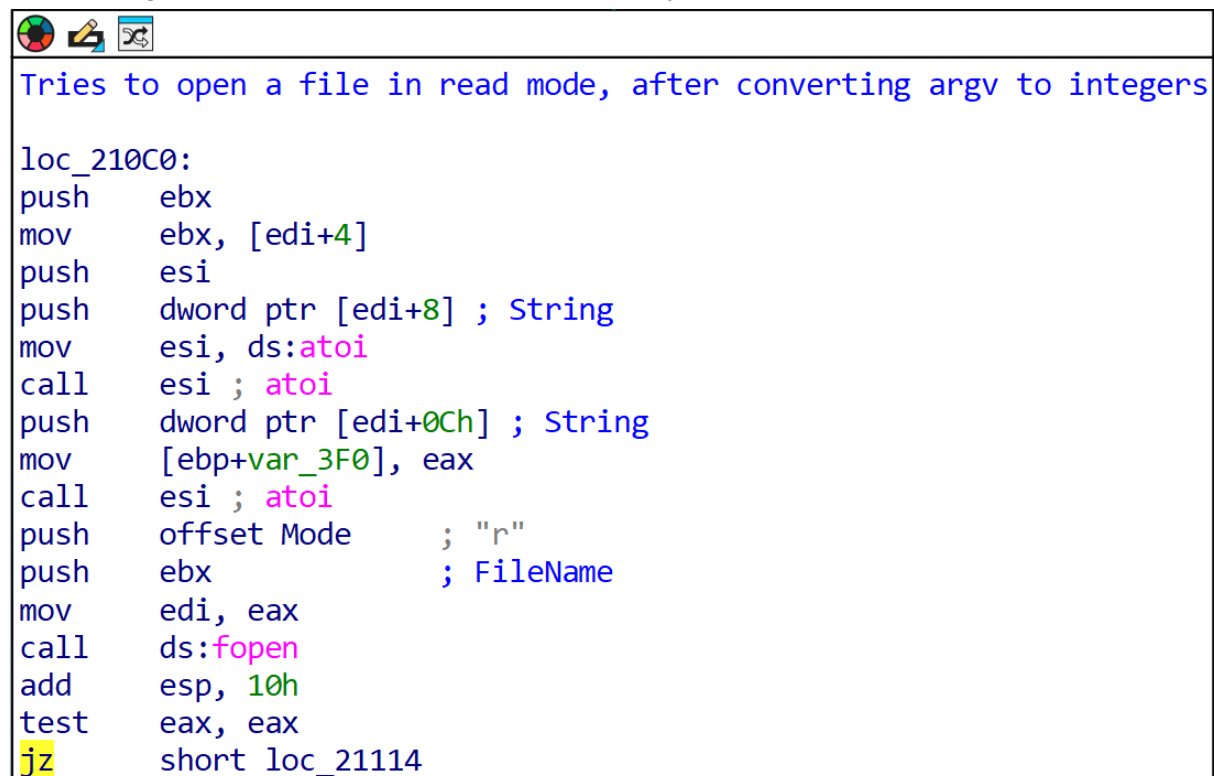 Tries to open a file in read mode, after converting argv to integers
loc_210C0:
push ebx
mov ebx, [edi+4]
push esi
push dword ptr [edi+8] ; String
mov esi, ds:atoi
call esi ; atoi
push dword ptr [edi+0Ch] ; String
mov [ebp+var_3F0], eax
call esi ; atoi
push offset Mode ; "r"
push ebx ; FileName
mov edi, eax
call ds:fopen
add esp, 10h
test eax, eax
jz short loc_21114